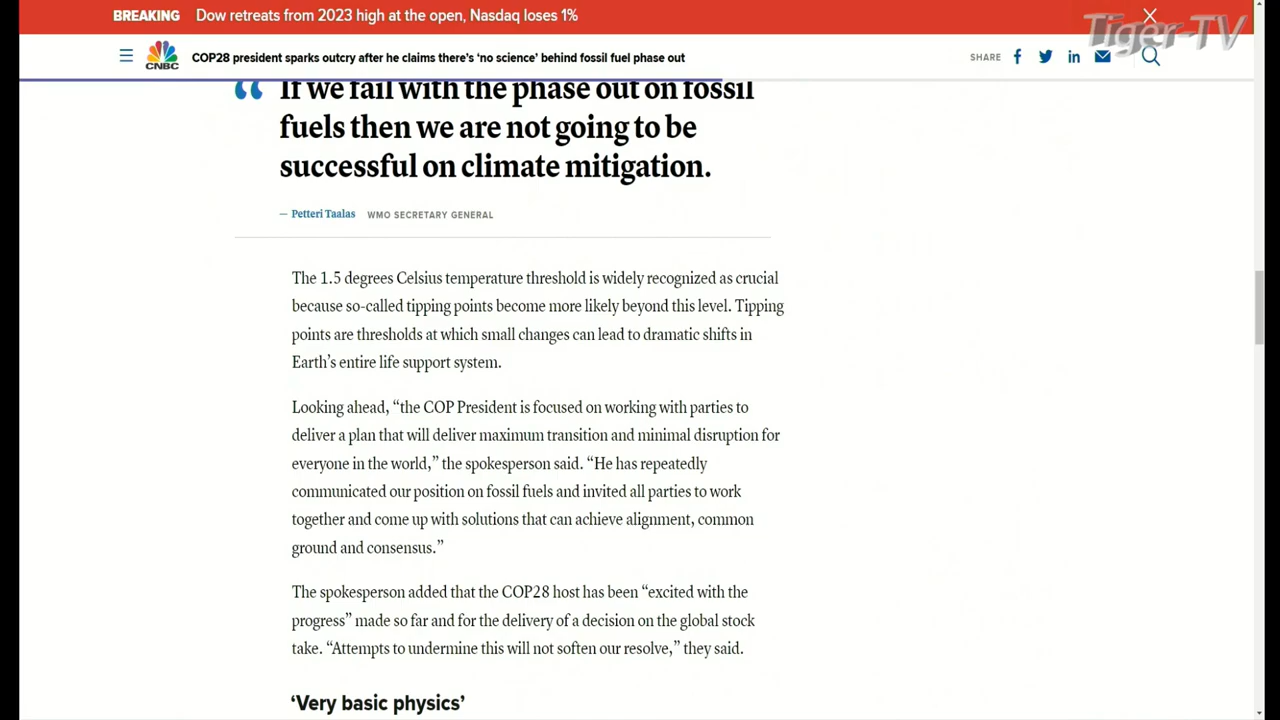 BREAKING Dow retreats from 2023 high at the open, Nasdaq loses 1%
Tiger-TV
CNBC
COP28 president sparks outcry after he claims there's ‘no science’ behind fossil fuel phase out
SHARE
“ If we fail with the phase out on fossil
fuels then we are not going to be
successful on climate mitigation.
— Petteri Taalas WMO SECRETARY GENERAL
The 1.5 degrees Celsius temperature threshold is widely recognized as crucial
because so-called tipping points become more likely beyond this level. Tipping
points are thresholds at which small changes can lead to dramatic shifts in
Earth’s entire life support system.
Looking ahead, “the COP President is focused on working with parties to
deliver a plan that will deliver maximum transition and minimal disruption for
everyone in the world,” the spokesperson said. “He has repeatedly
communicated our position on fossil fuels and invited all parties to work
together and come up with solutions that can achieve alignment, common
ground and consensus.”
The spokesperson added that the COP28 host has been “excited with the
progress” made so far and for the delivery of a decision on the global stock
take. “Attempts to undermine this will not soften our resolve,” they said.
‘Very basic physics’